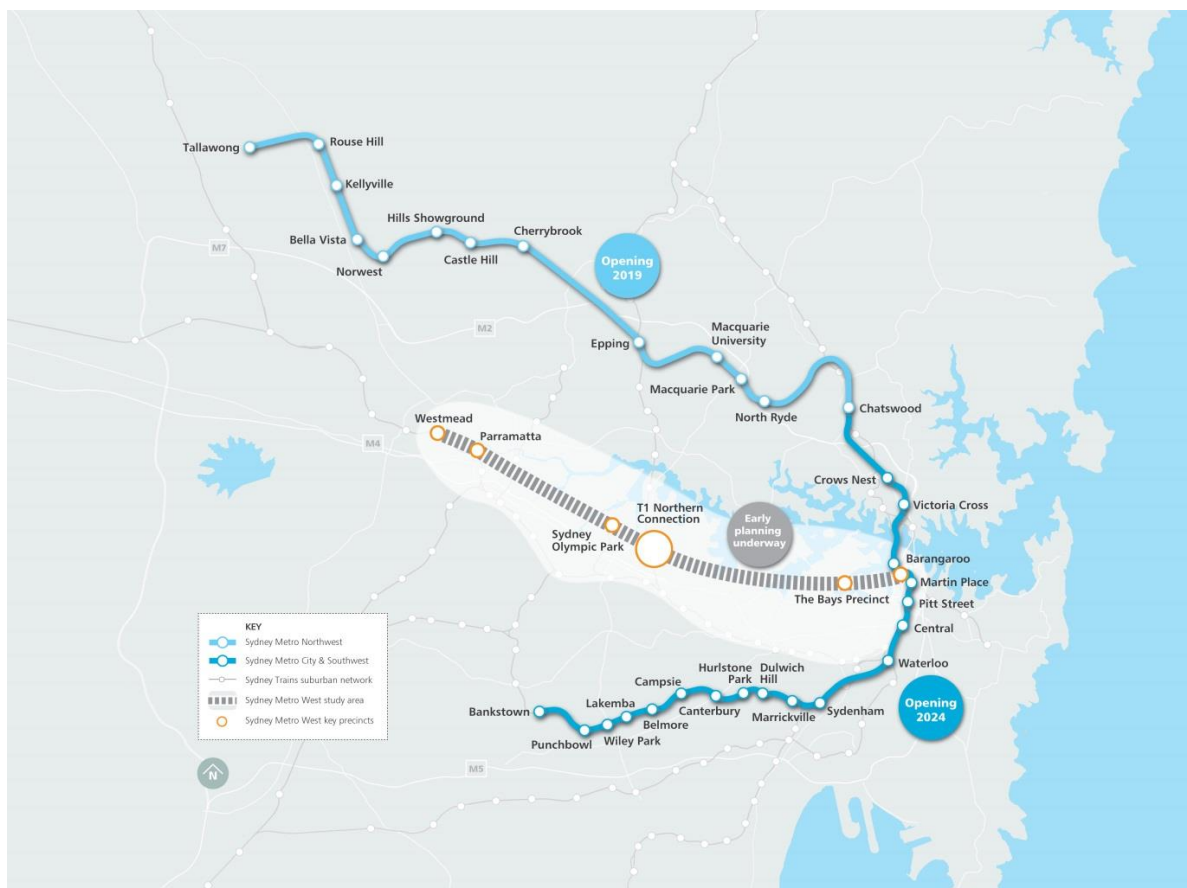 Tallawong
Rouse Hill
Kellyville
Hills Showground
Cherrybrook
Bella Vista
Norwest
Castle Hill
M7
Opening
2019
M2
Epping
Macquarie
University
Macquarie Park
North Ryde
Chatswood
Westmead
Parramatta
M4
Crows Nest
Victoria Cross
T1 Northern
Connection
Sydney
Olympic Park
Early
planning
underway
Barangaroo
Martin Place
The Bays Precinct
Pitt Street
Central
Waterloo
KEY
Sydney Metro Northwest
Sydney Metro City & Southwest
Sydney Trains suburban network
Sydney Metro West study area
Sydney Metro West key precincts
Hurlstone
Park
Dulwich
Hill
Campsie
Lakemba
Bankstown
Punchbowl
Wiley Park
Belmore
Canterbury
Marrickville
Sydenham
Opening
2024
M5
N